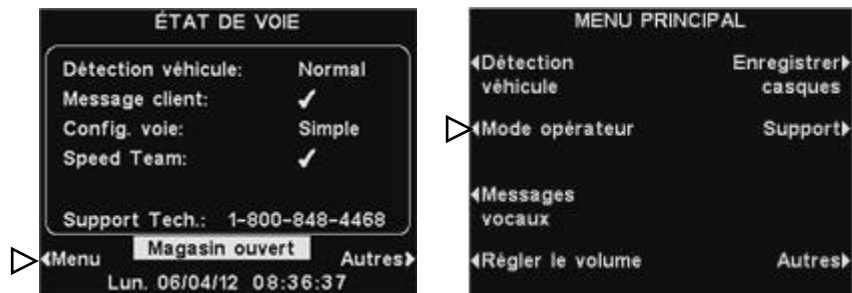 ÉTAT DE VOIE
Détection véhicule: Normal
Message client: ✓
Config. voie: Simple
Speed Team: ✓
Support Tech.: 1-800-848-4468
Menu Magasin ouvert Autres
Lun. 06/04/12 08:36:37
MENU PRINCIPAL
Détection Enregistrer
véhicule casques
Mode opérateur Support
Messages
vocaux
Régler le volume Autres